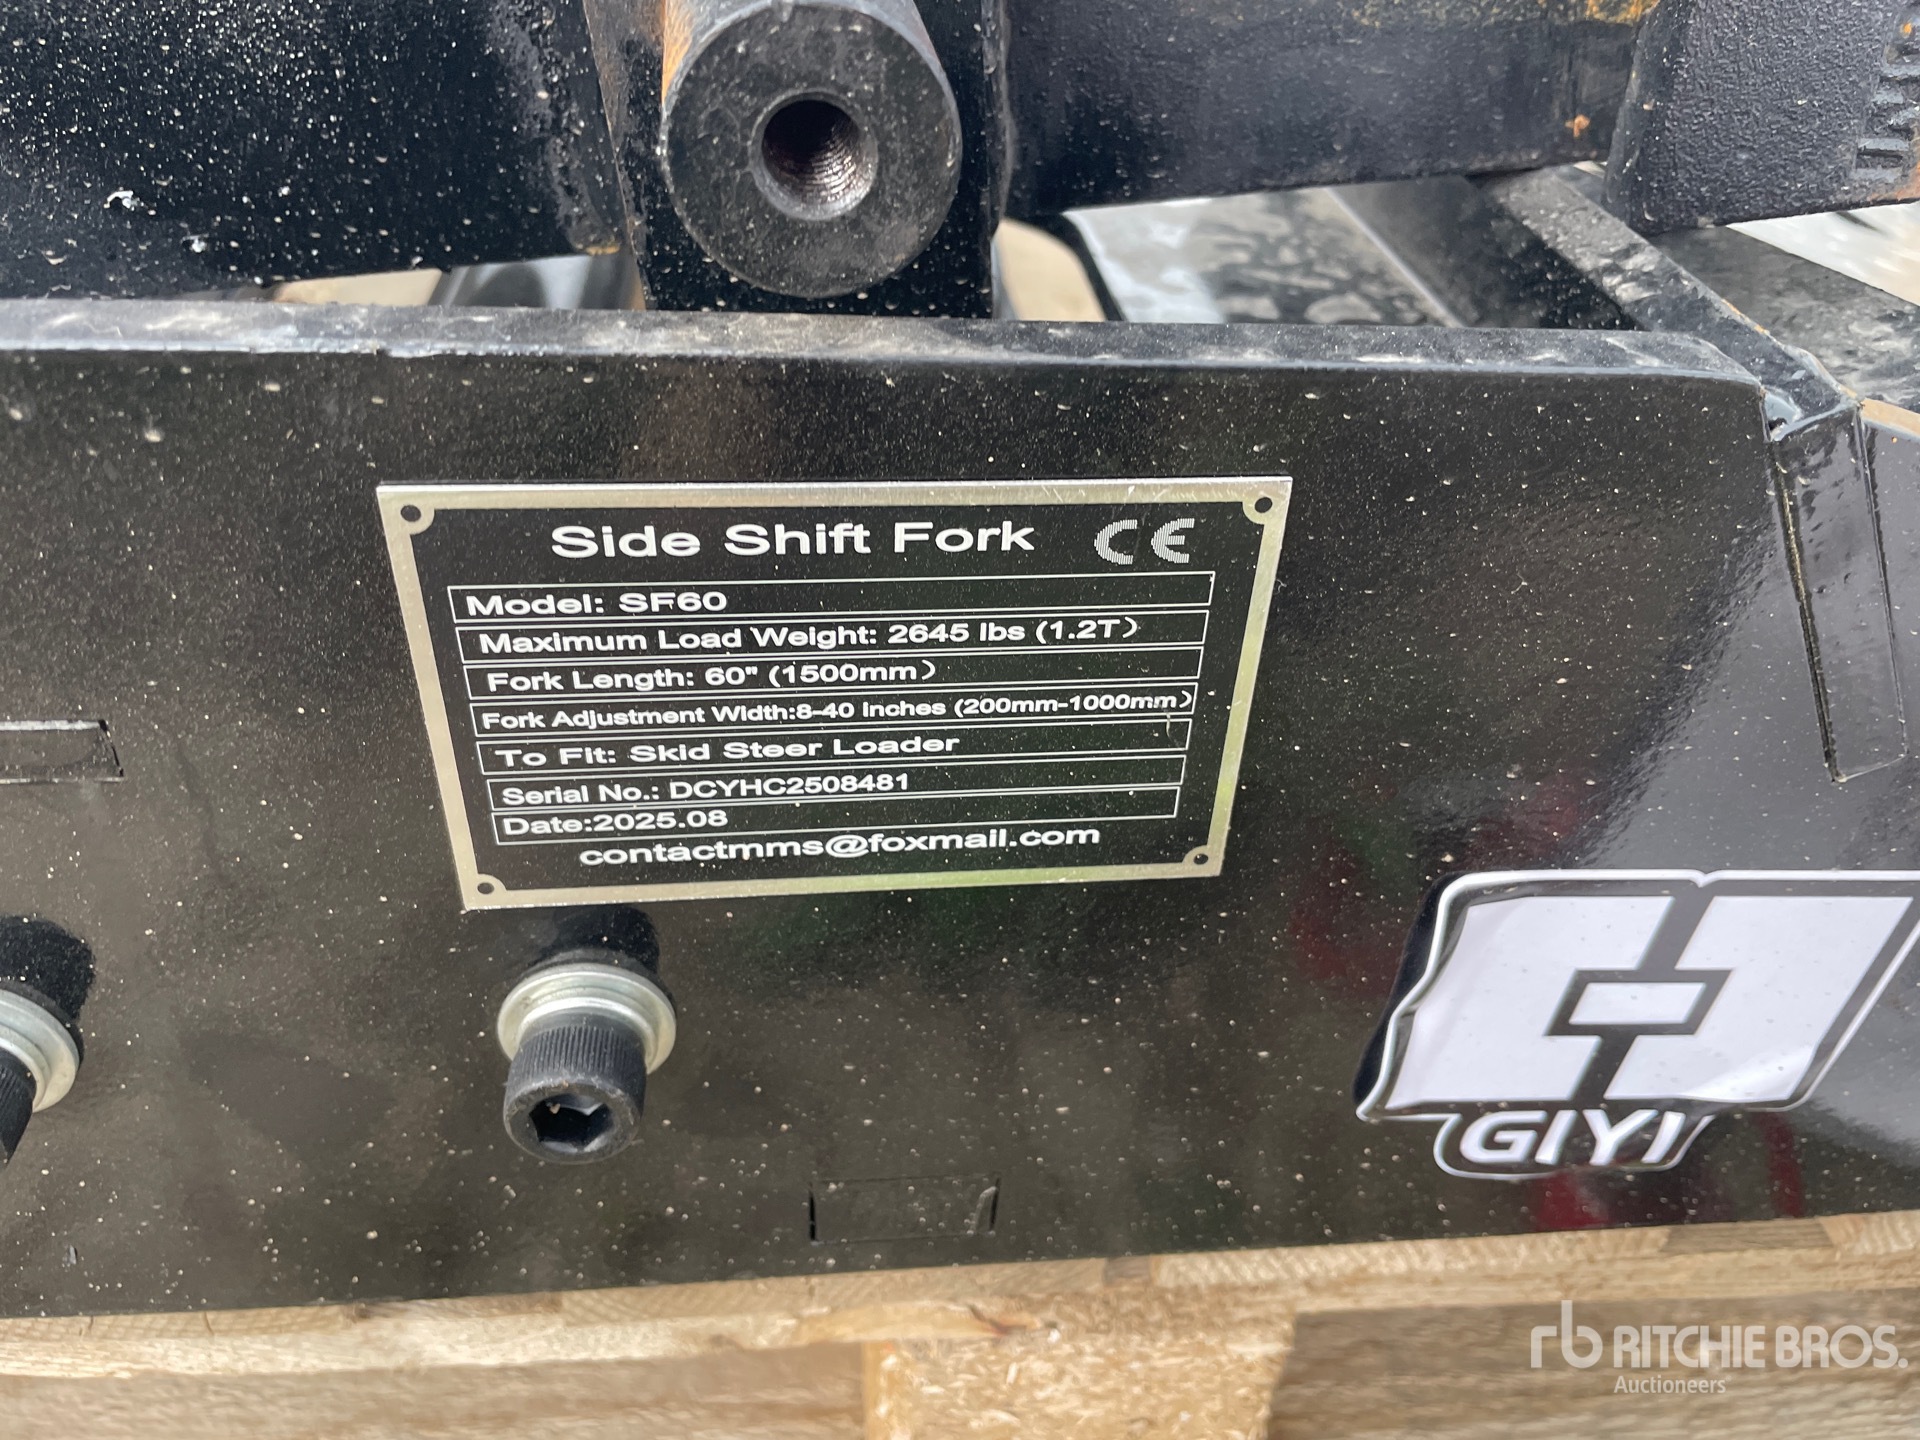 Side Shift Fork CE
Model: SF60
Maximum Load Weight: 2645 lbs (1.2T)
Fork Length: 60" (1500mm)
Fork Adjustment Width:8-40 Inches (200mm-1000mm)
To Fit: Skid Steer Loader
Serial No.: DCYHC2508481
Date:2025.08
contactmms@foxmail.com
GIYI
rb RITCHIE BROS.
Auctioneers